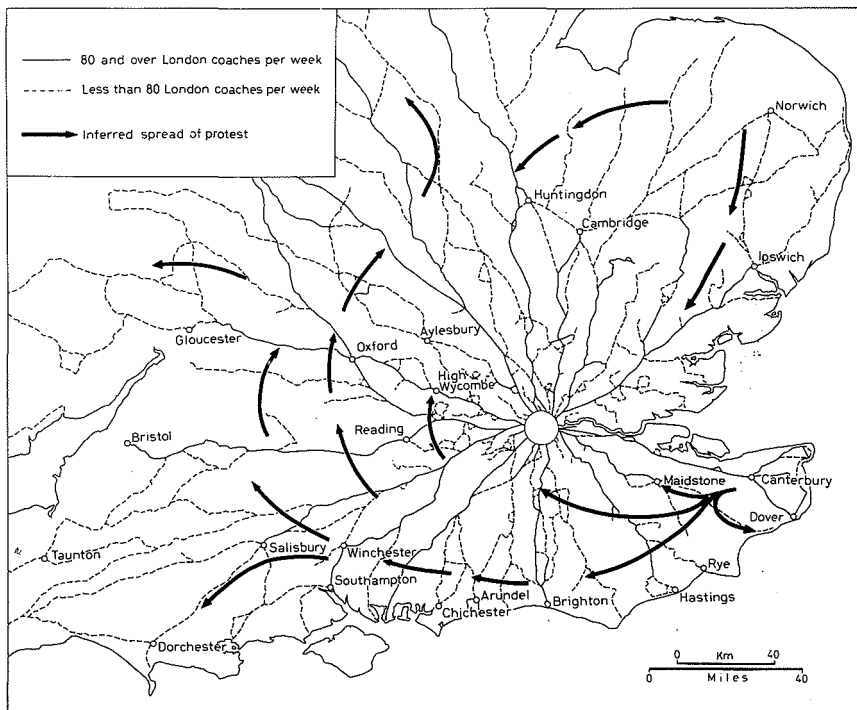 80 and over London coaches per week
Less than 80 London coaches per week
Inferred spread of protest
Norwich
Huntingdon
Cambridge
Ipswich
Gloucester
Oxford
Aylesbury
High
Wycombe
Bristol
Reading
Maidstone
Canterbury
Dover
Taunton
Salisbury
Winchester
Southampton
Rye
Hastings
Arundel
Chichester
Brighton
Dorchester
0 Km 40
0 Miles 40